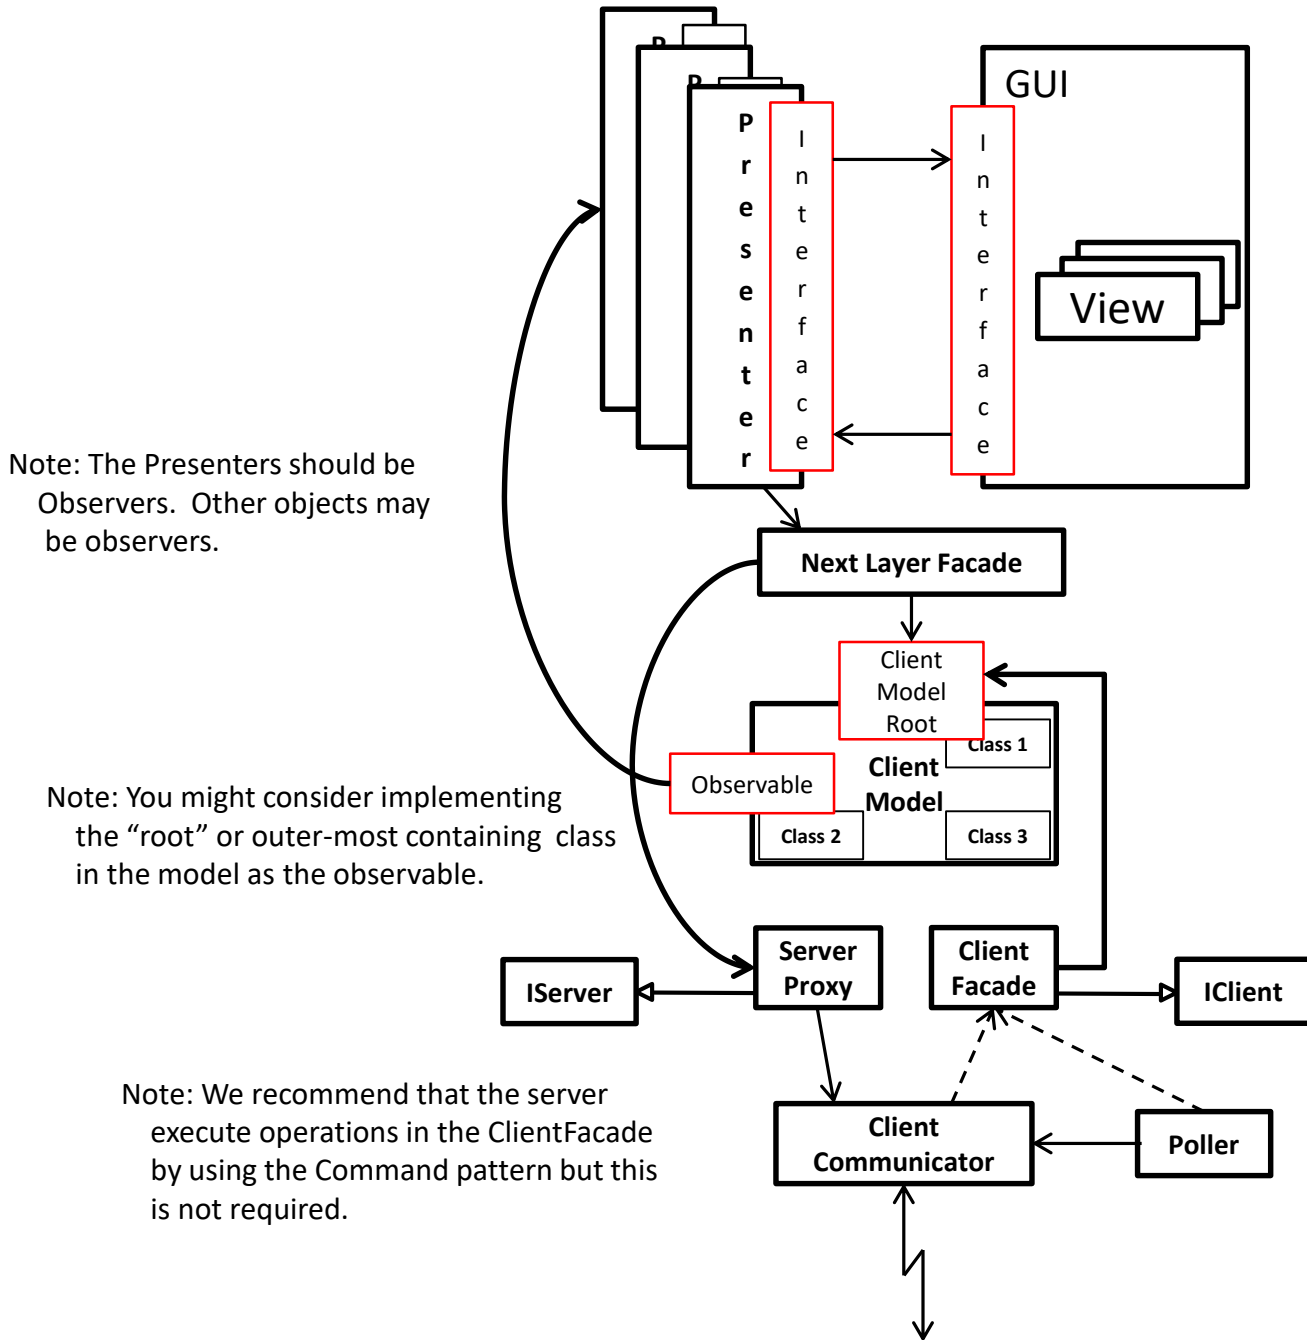 P
P
Presenter
Interface
GUI
Interface
View
Note: The Presenters should be
Observers. Other objects may
be observers.
Next Layer Facade
Client
Model
Root
Class 1
Client
Model
Observable
Class 2
Class 3
Note: You might consider implementing
the “root” or outer-most containing class
in the model as the observable.
Server
Proxy
Client
Facade
IServer
IClient
Note: We recommend that the server
execute operations in the ClientFacade
by using the Command pattern but this
is not required.
Client
Communicator
Poller